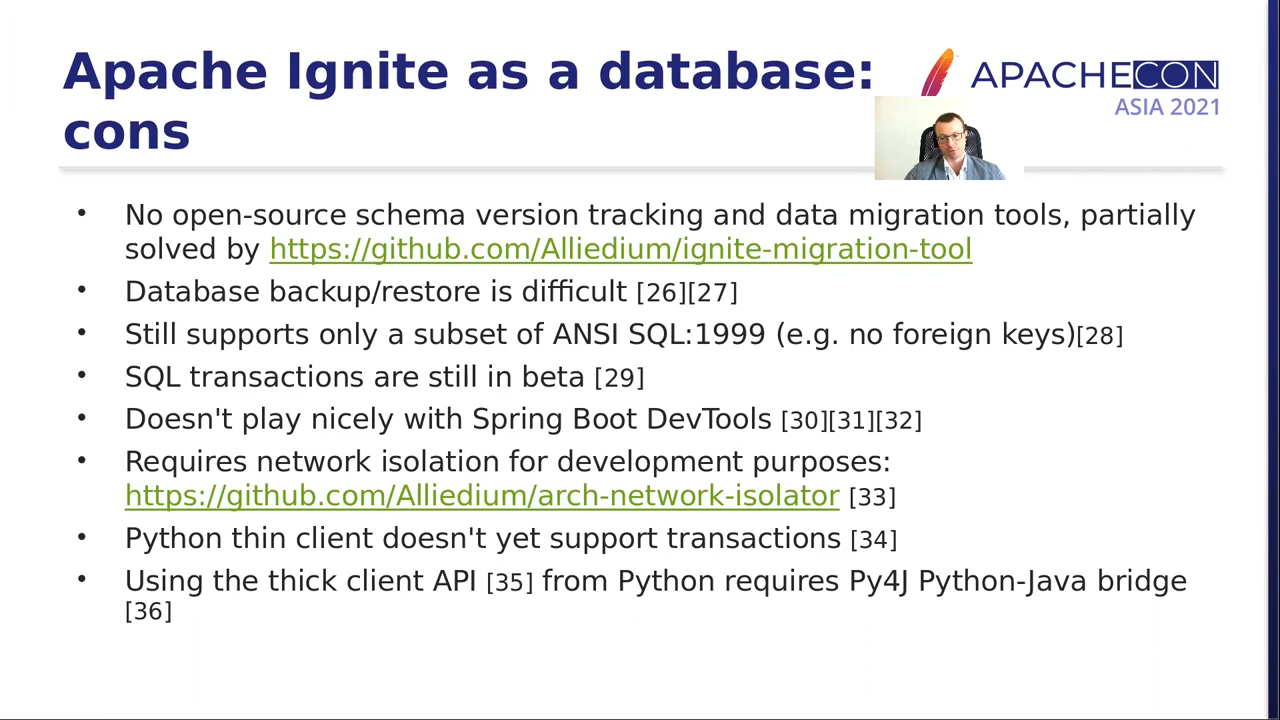 Apache Ignite as a database:
cons
APACHECON
ASIA 2021
• No open-source schema version tracking and data migration tools, partially
solved by https://github.com/Alliedium/ignite-migration-tool
• Database backup/restore is difficult [26][27]
• Still supports only a subset of ANSI SQL:1999 (e.g. no foreign keys)[28]
• SQL transactions are still in beta [29]
• Doesn't play nicely with Spring Boot DevTools [30][31][32]
• Requires network isolation for development purposes:
https://github.com/Alliedium/arch-network-isolator [33]
• Python thin client doesn't yet support transactions [34]
• Using the thick client API [35] from Python requires Py4J Python-Java bridge
[36]